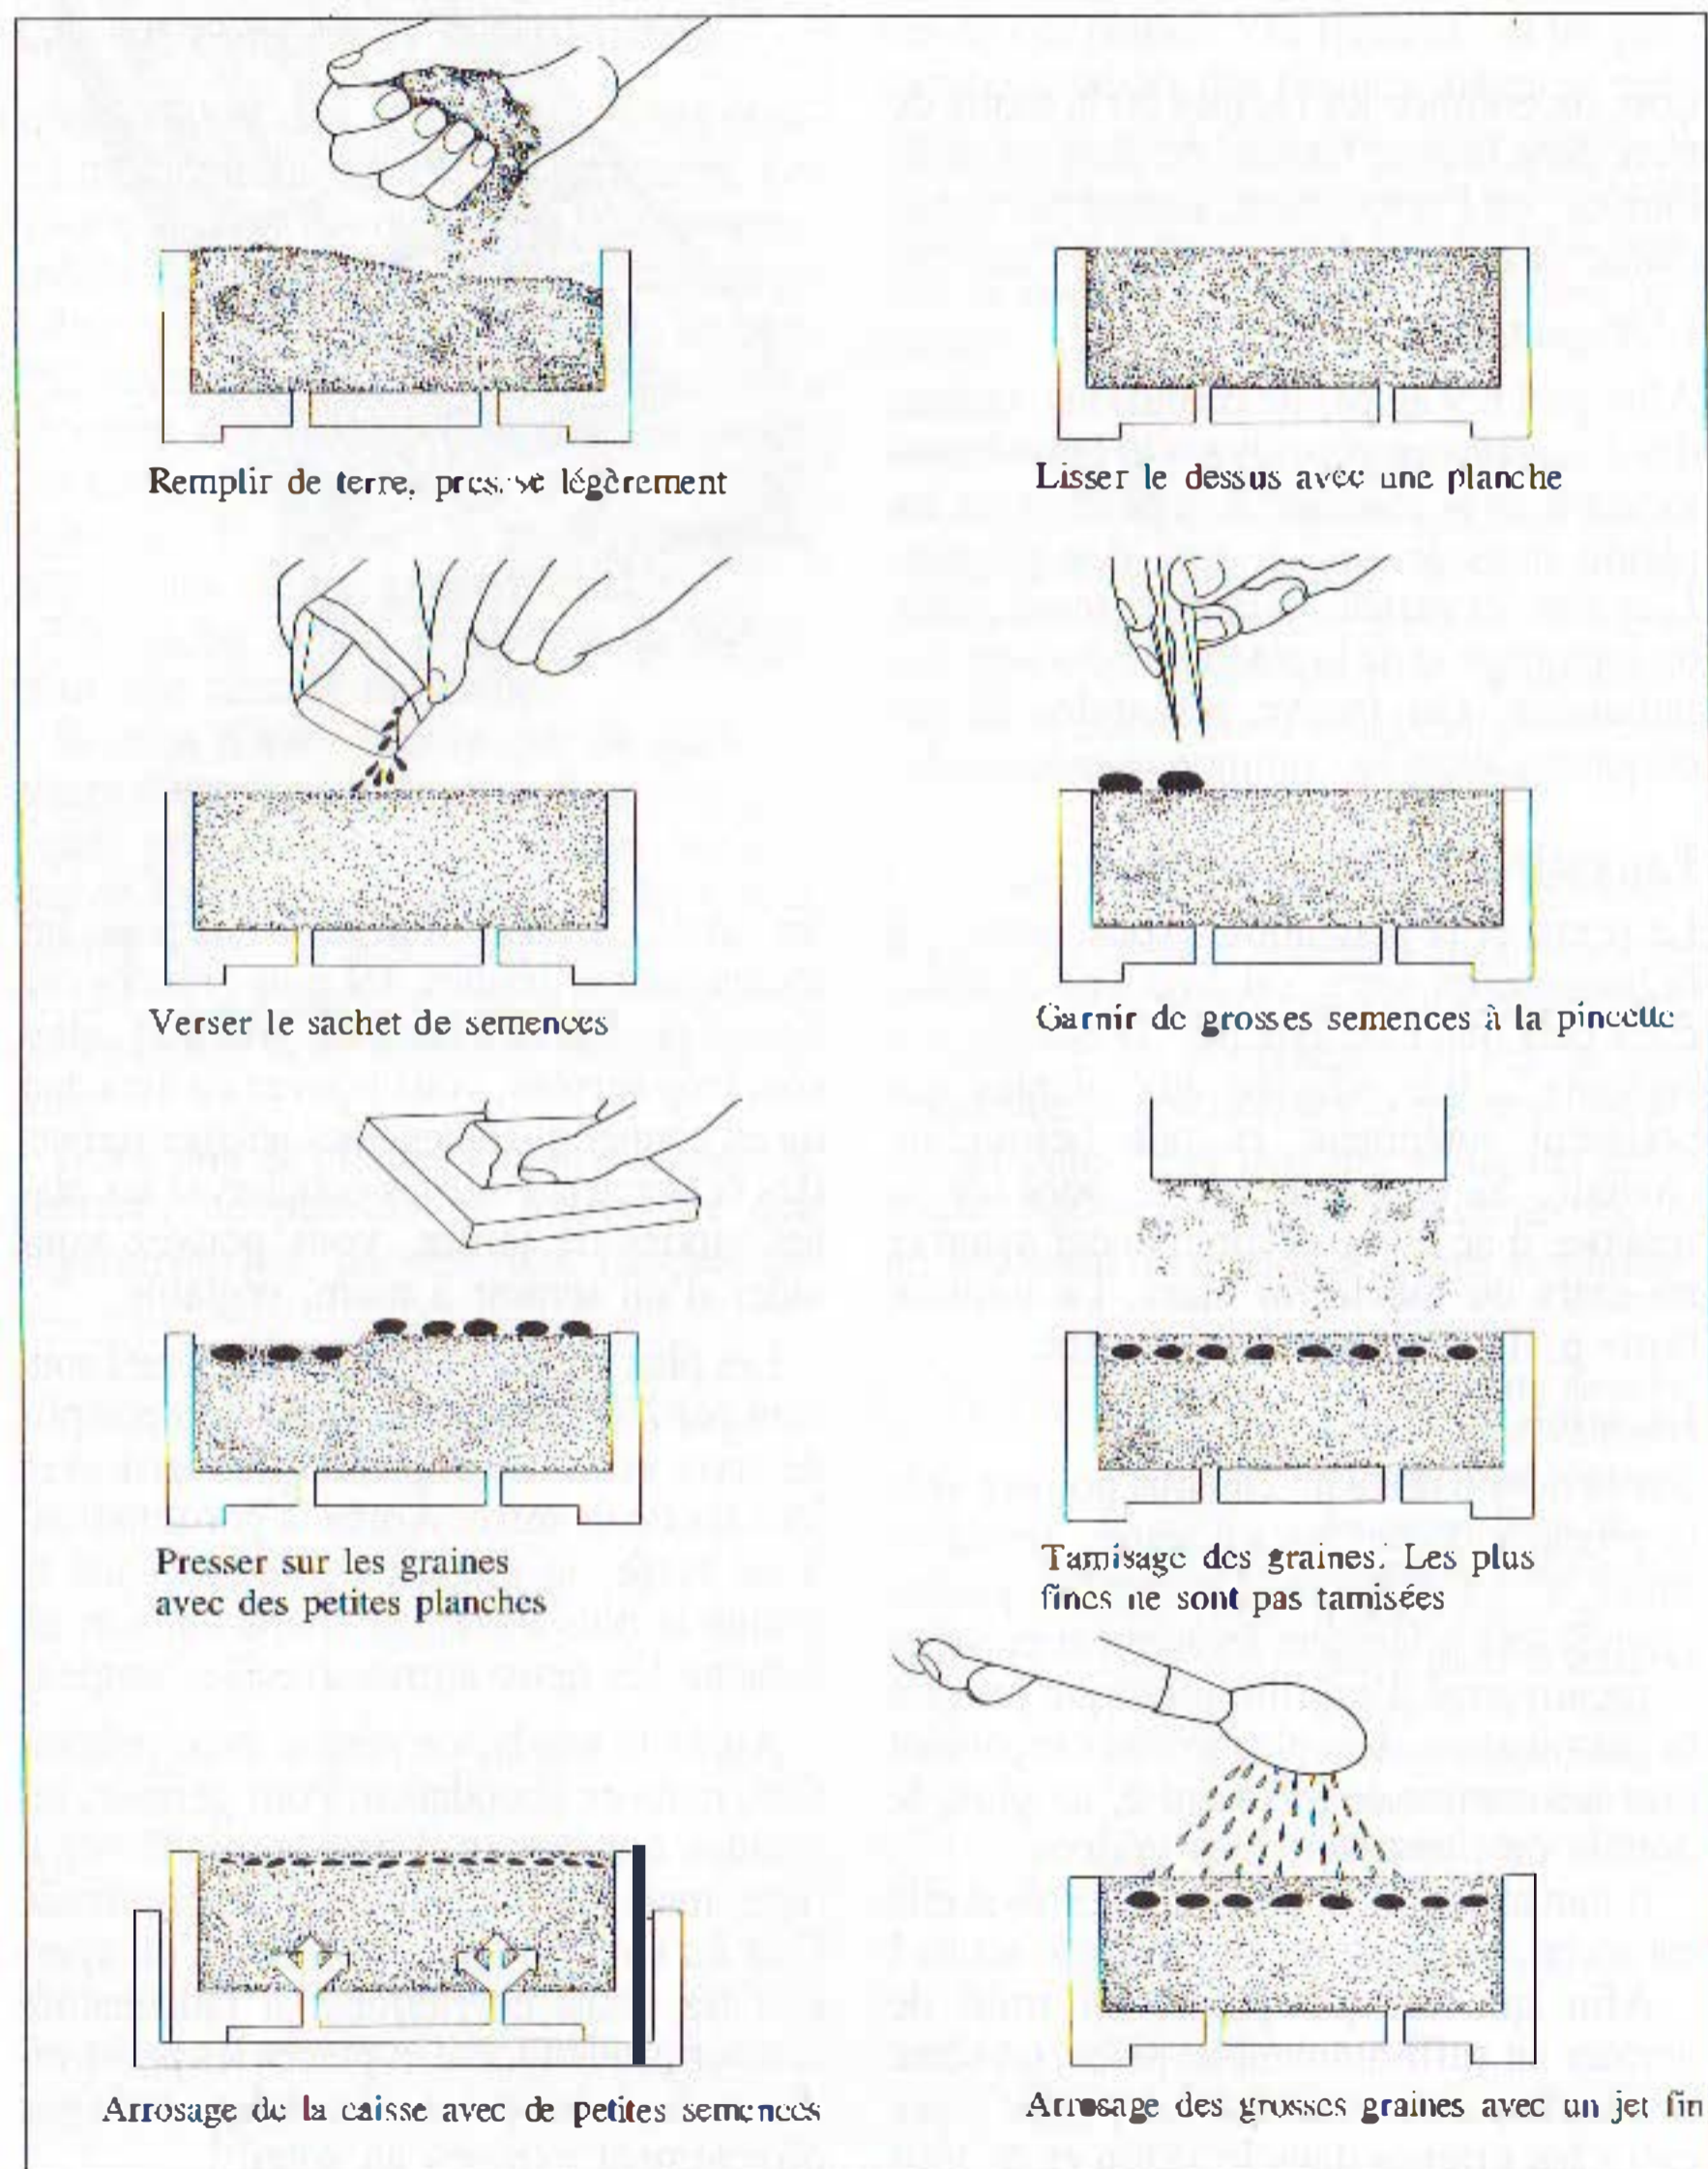 Remplir de terre, légèrement
Lisser le dessus avec une planche
Verser le sachet de semences
Garnir de grosses semences à la pincette
Presser sur les graines
avec des petites planches
Tamisage des graines. Les plus
fines ne sont pas tamisées
Arrosage de la caisse avec de petites semences
Arrosage des grosses graines avec un jet fin